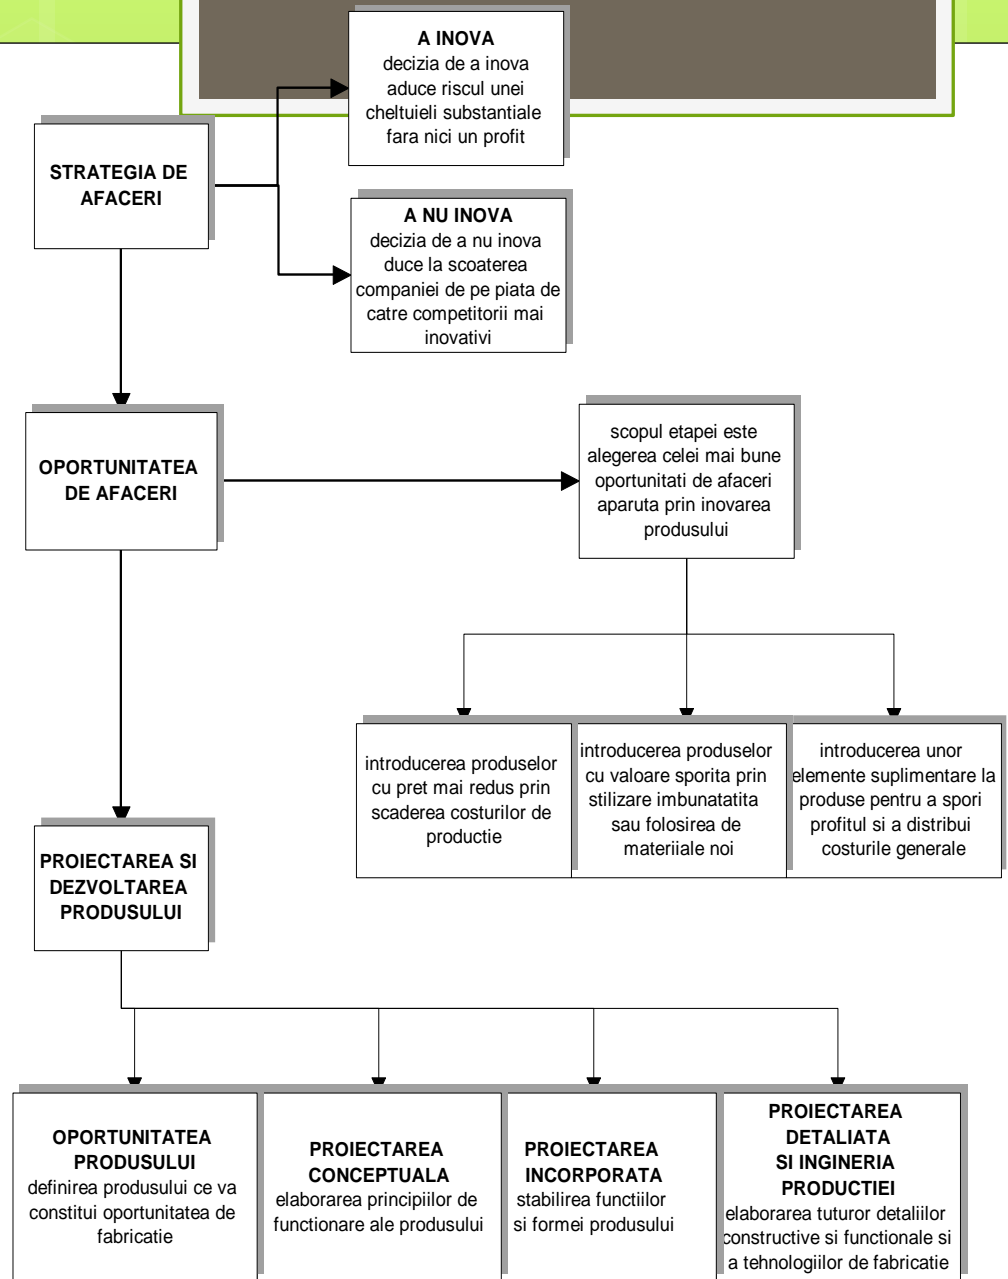 A INOVA
decizia de a inova
aduce riscul unei
cheltuieli substantiale
fara nici un profit
STRATEGIA DE
AFACERI
A NU INOVA
decizia de a nu inova
duce la scoaterea
companiei de pe piata de
catre competitorii mai
inovativi
OPORTUNITATEA
DE AFACERI
scopul etapei este
alegerea celei mai bune
oportunitati de afaceri
aparuta prin inovarea
produsului
introducerea produselor
cu pret mai redus prin
scaderea costurilor de
productie
introducerea produselor
cu valoare sporita prin
stilizare imbunatatita
sau folosirea de
materiiale noi
introducerea unor
elemente suplimentare la
produse pentru a spori
profitul si a distribui
costurile generale
PROIECTAREA SI
DEZVOLTAREA
PRODUSULUI
OPORTUNITATEA
PRODUSULUI
definirea produsului ce va
constitui oportunitatea de
fabricatie
PROIECTAREA
CONCEPTUALA
elaborarea principiilor de
functionare ale produsului
PROIECTAREA
INCORPORATA
stabilirea functiilor
si formei produsului
PROIECTAREA
DETALIATA
SI INGINERIA
PRODUCTIEI
elaborarea tuturor detaliilor
constructive si functionale si
a tehnologiilor de fabricatie